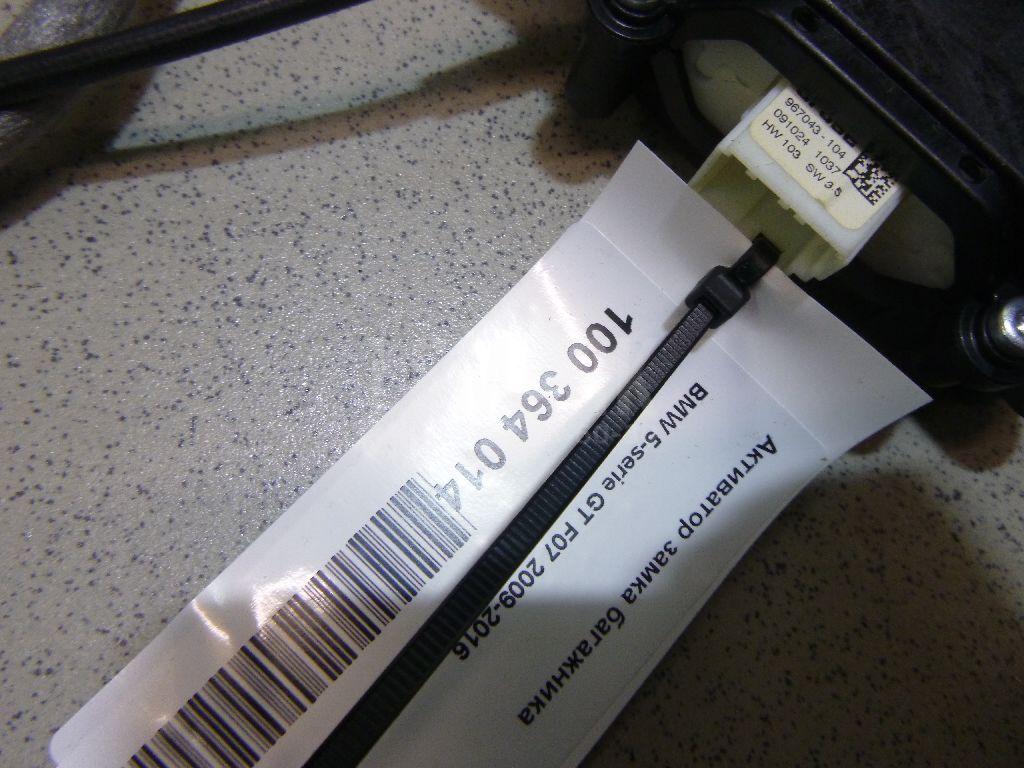 967043-104
091024 1037
HW 103 SW 3 5
Активатор замка багажника
BMW 5-serie GT F07 2009-2016
100 364 014